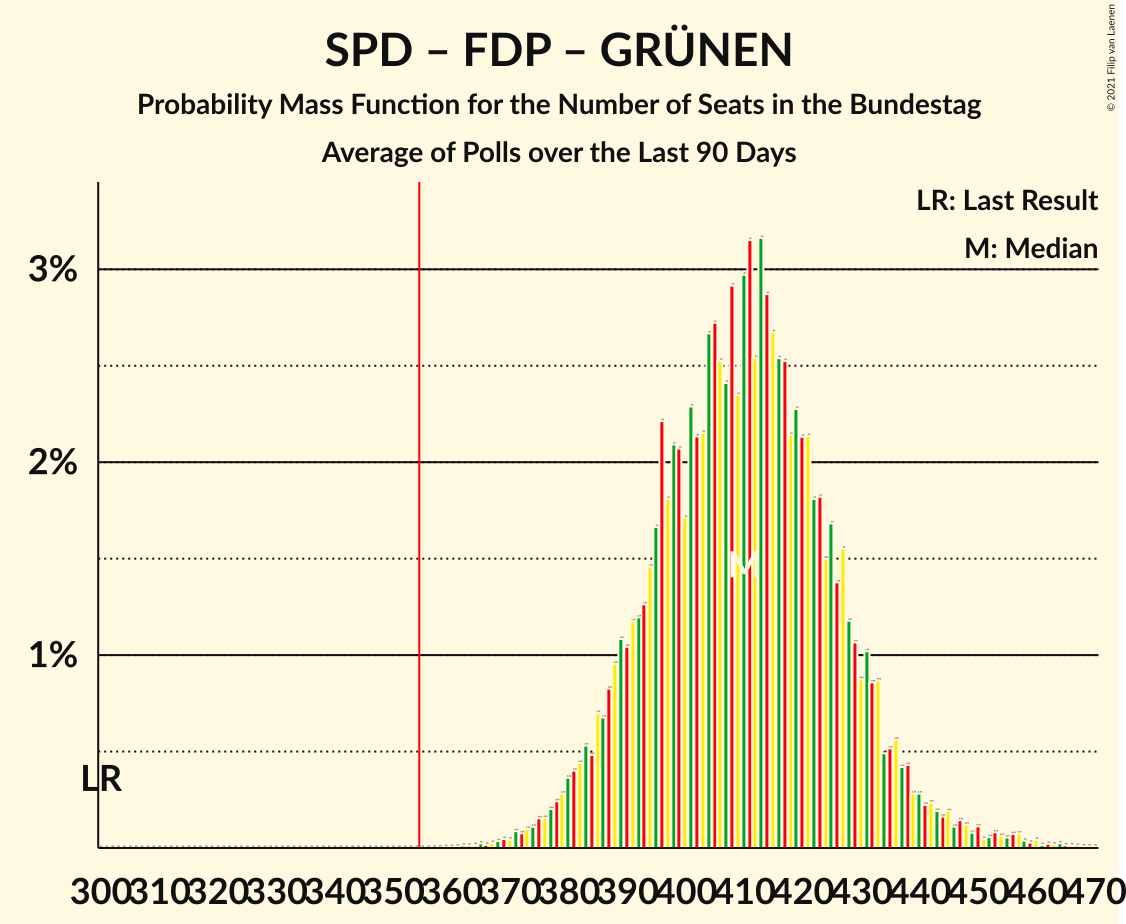 SPD – FDP – GRÜNEN
Probability Mass Function for the Number of Seats in the Bundestag
Average of Polls over the Last 90 Days
© 2021 Filip van Laenen
LR: Last Result
M: Median
3%
2%
1%
M
LR
300 310 320 330 340 350 360 370 380 390 400 410 420 430 440 450 460 470